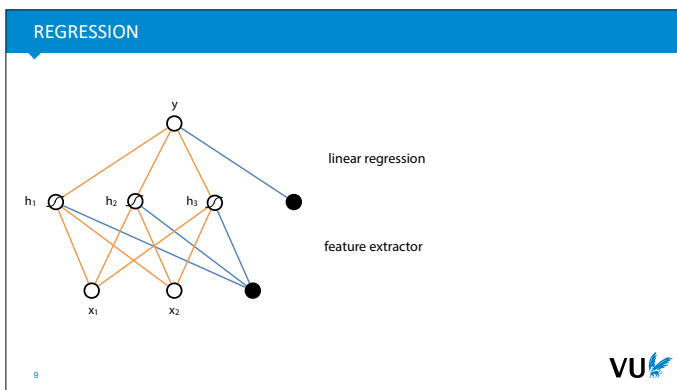 REGRESSION
y
linear regression
h₁
h₂
h₃
feature extractor
x₁
x₂
9
VU